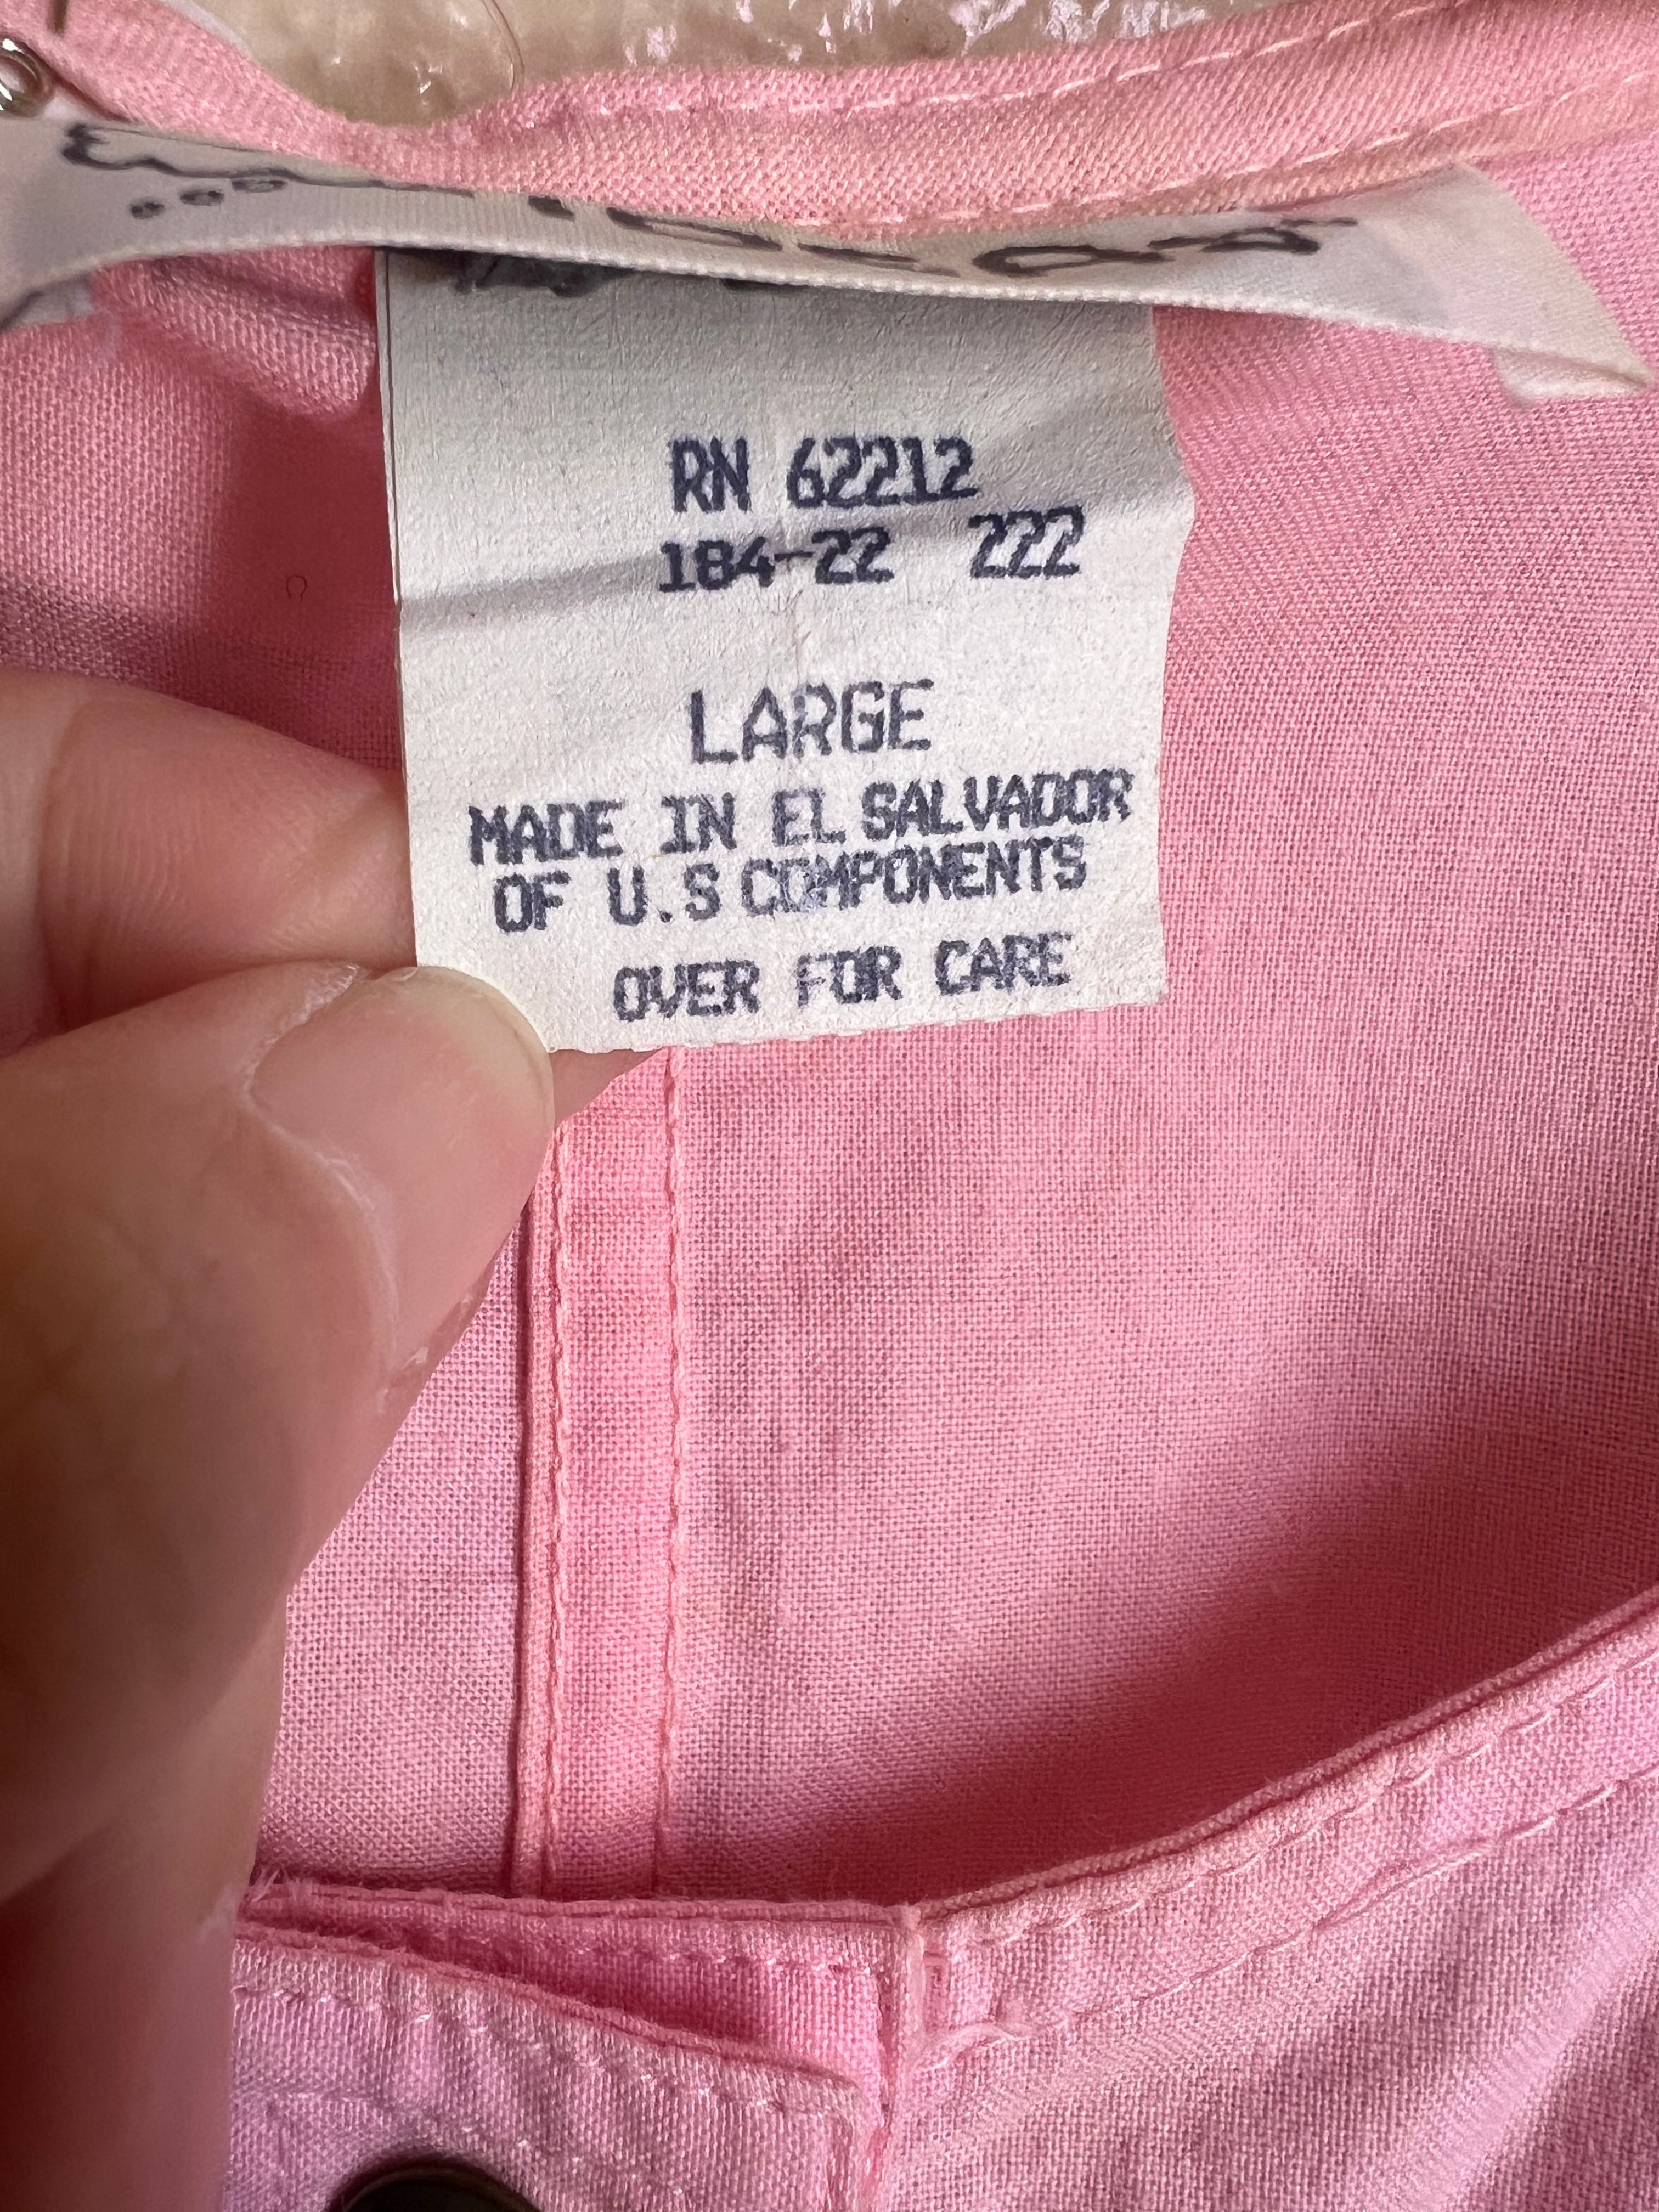 RN 62212
184-22 222
LARGE
MADE IN EL SALVADOR
OF U.S COMPONENTS
OVER FOR CARE